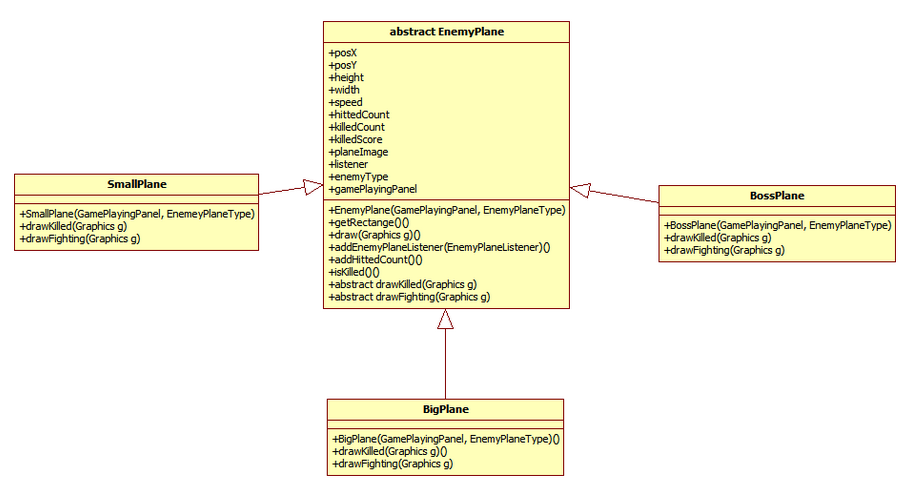 abstract EnemyPlane
+posX
+posY
+height
+width
+speed
+hittedCount
+killedCount
+killedScore
+planeImage
+listener
+enemyType
+gamePlayingPanel
+EnemyPlane(GamePlayingPanel, EnemyPlaneType)
+getRectange()()
+draw(Graphics g)()
+addEnemyPlaneListener(EnemyPlaneListener)()
+addHittedCount()()
+isKilled()()
+abstract drawKilled(Graphics g)
+abstract drawFighting(Graphics g)
SmallPlane
+SmallPlane(GamePlayingPanel, EnemeyPlaneType)
+drawKilled(Graphics g)
+drawFighting(Graphics g)
BossPlane
+BossPlane(GamePlayingPanel, EnemyPlaneType)
+drawKilled(Graphics g)
+drawFighting(Graphics g)
BigPlane
+BigPlane(GamePlayingPanel, EnemyPlaneType)()
+drawKilled(Graphics g)()
+drawFighting(Graphics g)